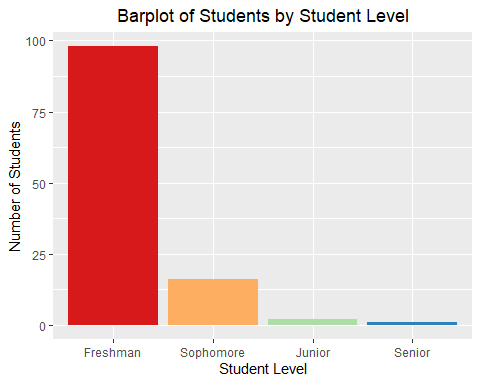 Barplot of Students by Student Level
Number of Students
100
75
50
25
0
Freshman Sophomore Junior Senior
Student Level